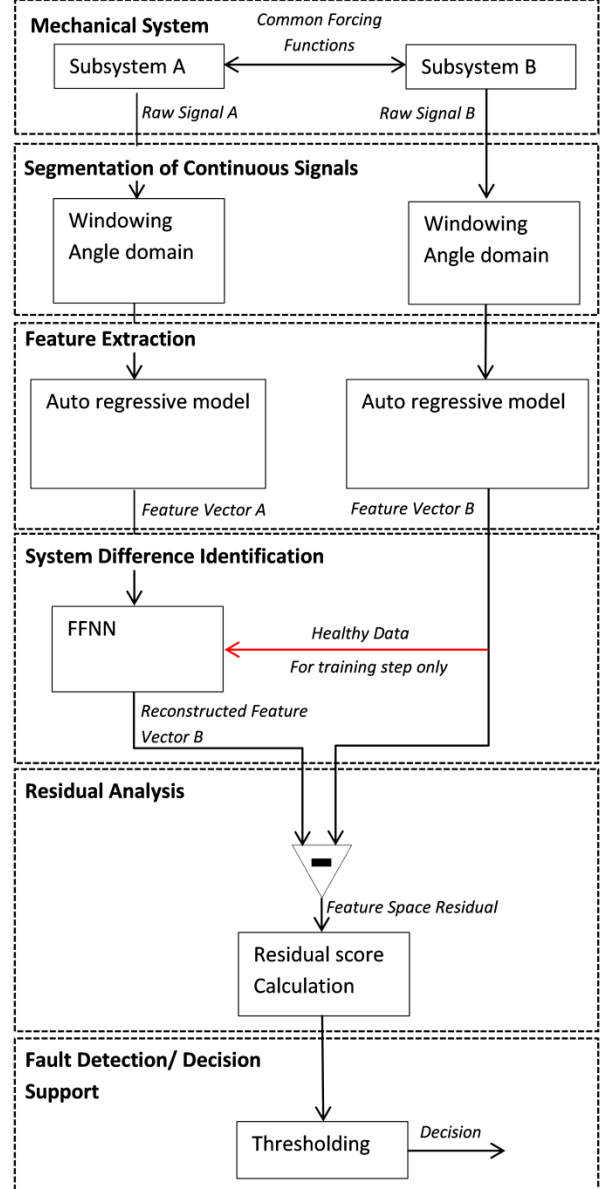 Mechanical System
Common Forcing
Functions
Subsystem A
Subsystem B
Raw Signal A
Raw Signal B
Segmentation of Continuous Signals
Windowing
Angle domain
Windowing
Angle domain
Feature Extraction
Auto regressive model
Auto regressive model
Feature Vector A
Feature Vector B
System Difference Identification
FFNN
Healthy Data
For training step only
Reconstructed Feature
Vector B
Residual Analysis
Feature Space Residual
Residual score
Calculation
Fault Detection/ Decision
Support
Thresholding
Decision